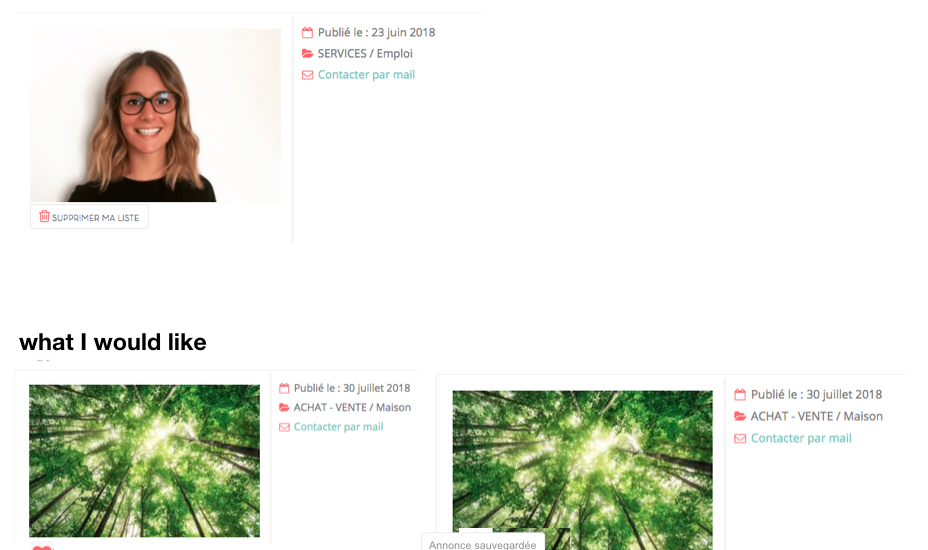 Publié le : 23 juin 2018
SERVICES / Emploi
Contacter par mail
SUPPRIMER MA LISTE
what I would like
Publié le : 30 juillet 2018
ACHAT - VENTE / Maison
Contacter par mail
Publié le : 30 juillet 2018
ACHAT - VENTE / Maison
Contacter par mail
Annonce sauvegardée